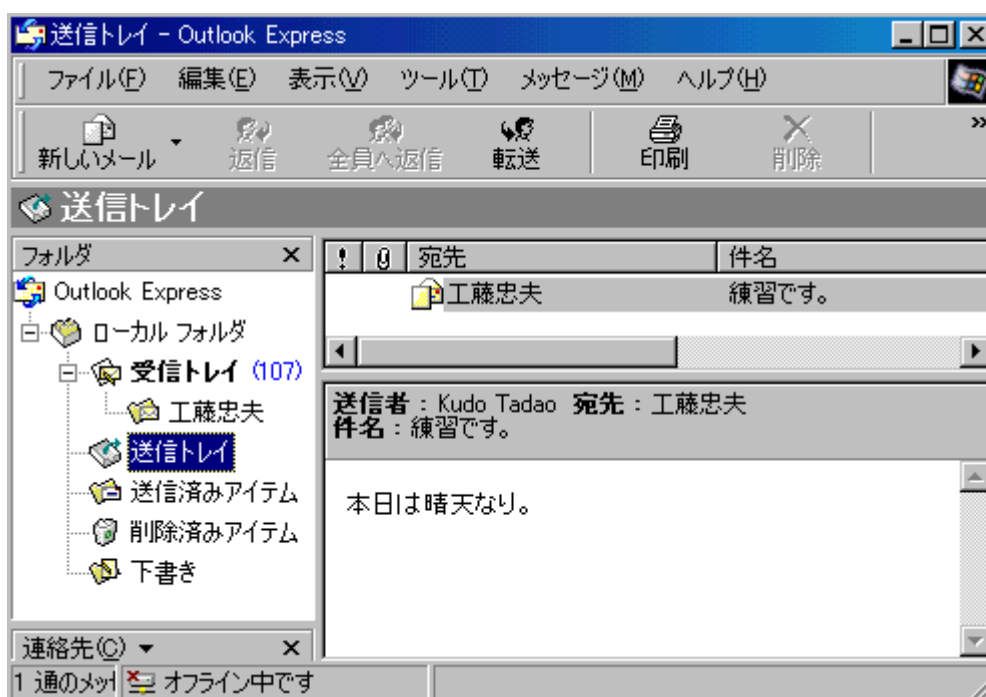 送信トレイ - Outlook Express
ファイル(F) 編集(E) 表示(V) ツール(T) メッセージ(M) ヘルプ(H)
新しいメール 返信 全員へ返信 転送 印刷 削除
送信トレイ
フォルダ
宛先 件名
Outlook Express
工藤忠夫 練習です。
ローカル フォルダ
受信トレイ (107)
工藤忠夫
送信トレイ
送信済みアイテム
削除済みアイテム
下書き
送信者 : Kudo Tadao 宛先 : 工藤忠夫
件名 : 練習です。
本日は晴天なり。
連絡先(C)
1 通のメッ
オフライン中です